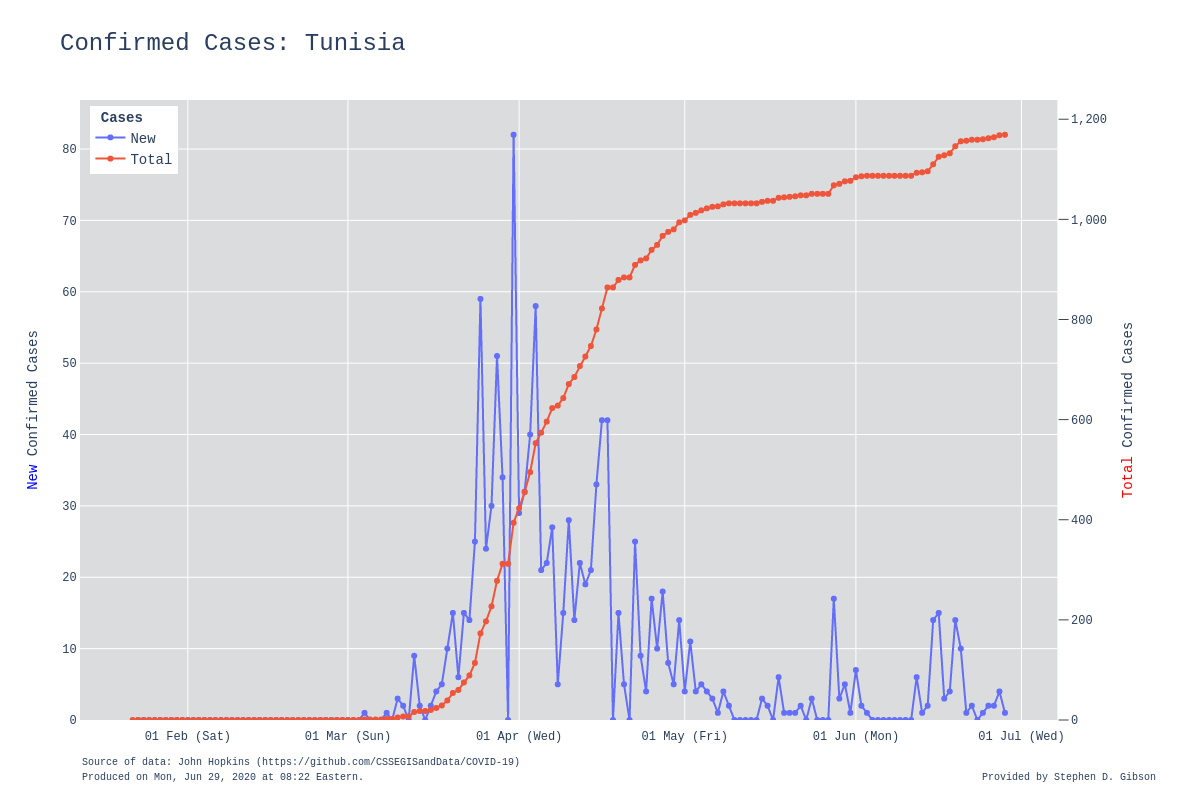 Confirmed Cases: Tunisia
Cases
New
Total
80
70
60
50
40
30
20
10
0
1,200
1,000
800
600
400
200
0
New Confirmed Cases
Total Confirmed Cases
01 Feb (Sat)
01 Mar (Sun)
01 Apr (Wed)
01 May (Fri)
01 Jun (Mon)
01 Jul (Wed)
Source of data: John Hopkins (https://github.com/CSSEGISandData/COVID-19)
Produced on Mon, Jun 29, 2020 at 08:22 Eastern.
Provided by Stephen D. Gibson